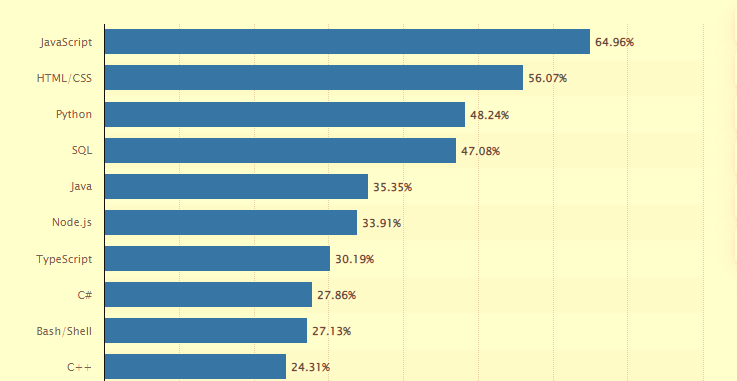 JavaScript 64.96%
HTML/CSS 56.07%
Python 48.24%
SQL 47.08%
Java 35.35%
Node.js 33.91%
TypeScript 30.19%
C# 27.86%
Bash/Shell 27.13%
C++ 24.31%